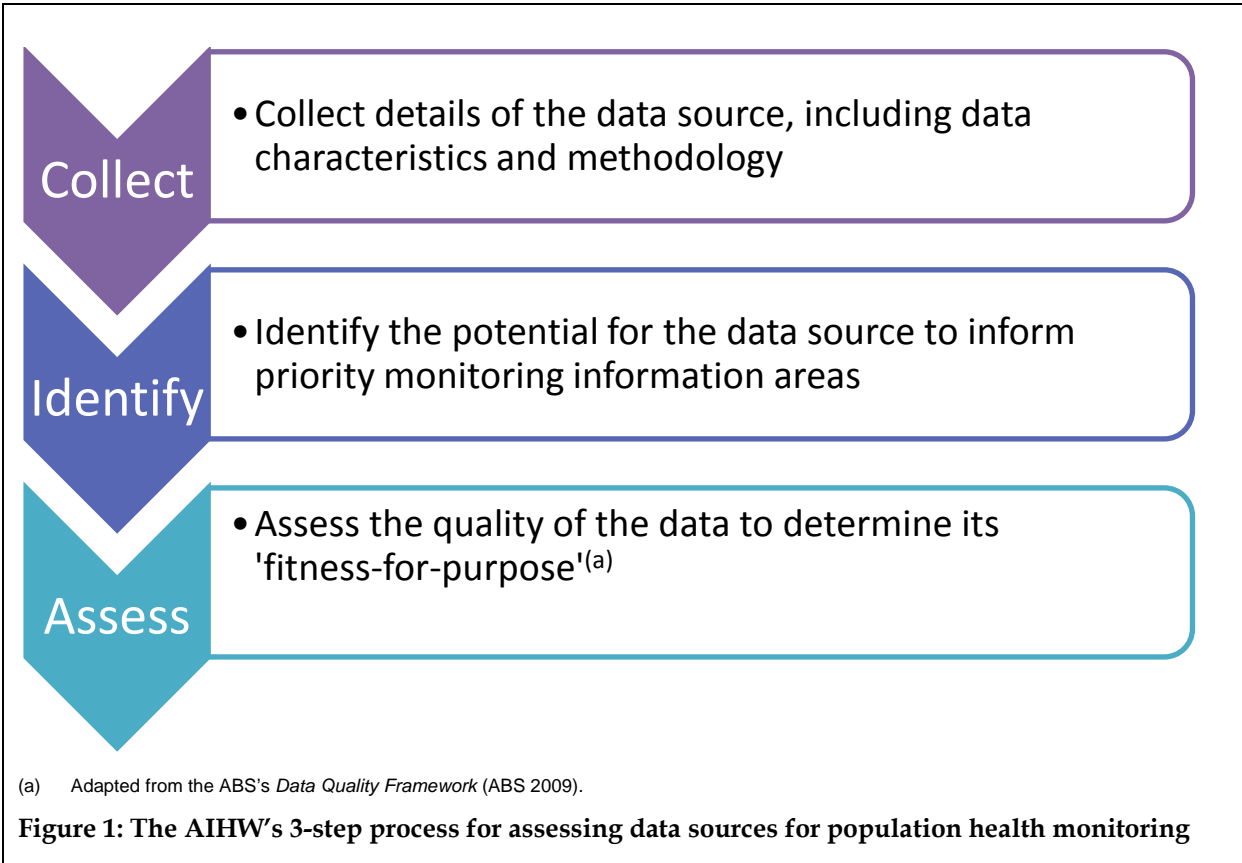 Collect
• Collect details of the data source, including data
characteristics and methodology
Identify
• Identify the potential for the data source to inform
priority monitoring information areas
Assess
• Assess the quality of the data to determine its
'fitness-for-purpose'(a)
(a) Adapted from the ABS's Data Quality Framework (ABS 2009).
Figure 1: The AIHW's 3-step process for assessing data sources for population health monitoring